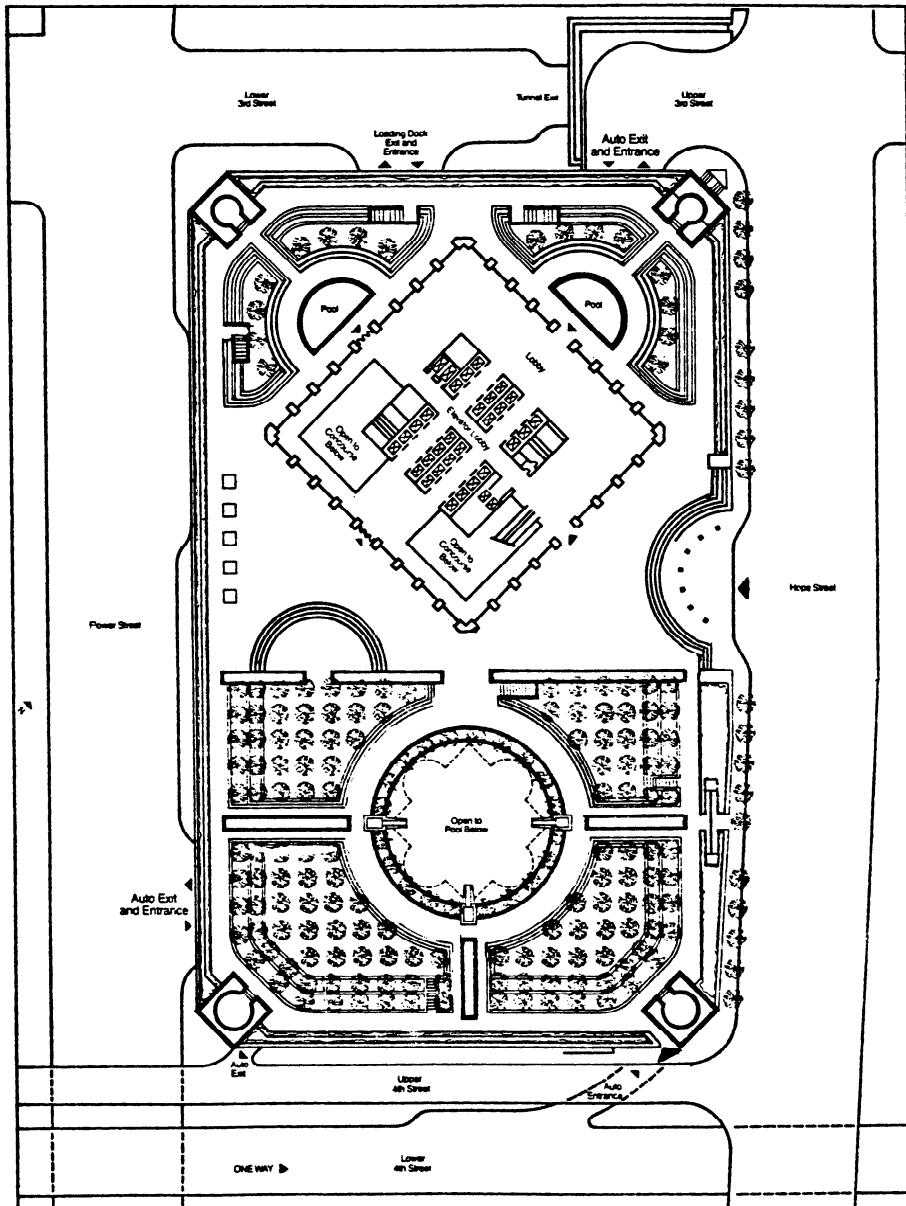 Lower
3rd Street
Tunnel Exit
Upper
3rd Street
Loading Dock
Exit and
Entrance
Auto Exit
and Entrance
Pool
Pool
Lobby
Elevator Lobby
Open to
Concourse
Below
Open to
Concourse
Below
Hope Street
Flower Street
N
Open to
Pool Below
Auto Exit
and Entrance
Auto
Exit
Upper
4th Street
Auto
Entrance
ONE WAY
Lower
4th Street